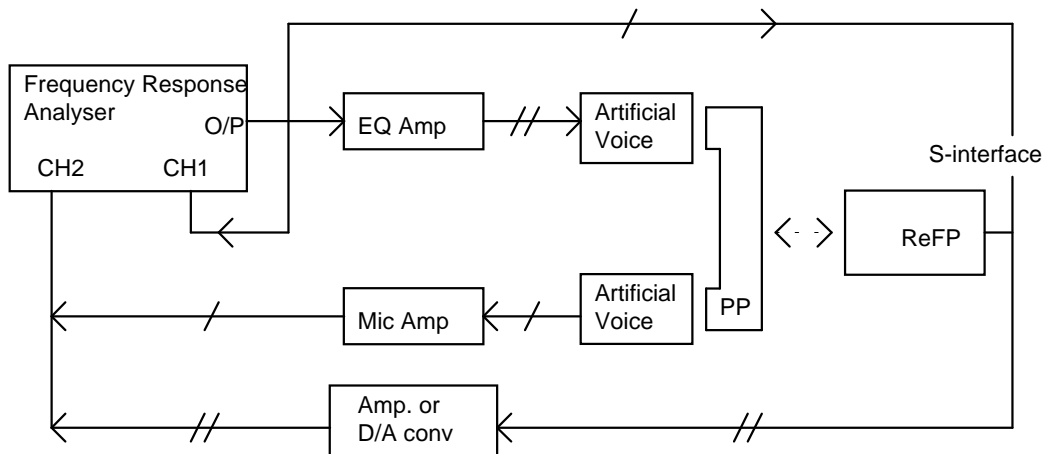 Frequency Response
Analyser
O/P
CH2
CH1
EQ Amp
Artificial
Voice
S-interface
ReFP
PP
Mic Amp
Artificial
Voice
Amp. or
D/A conv